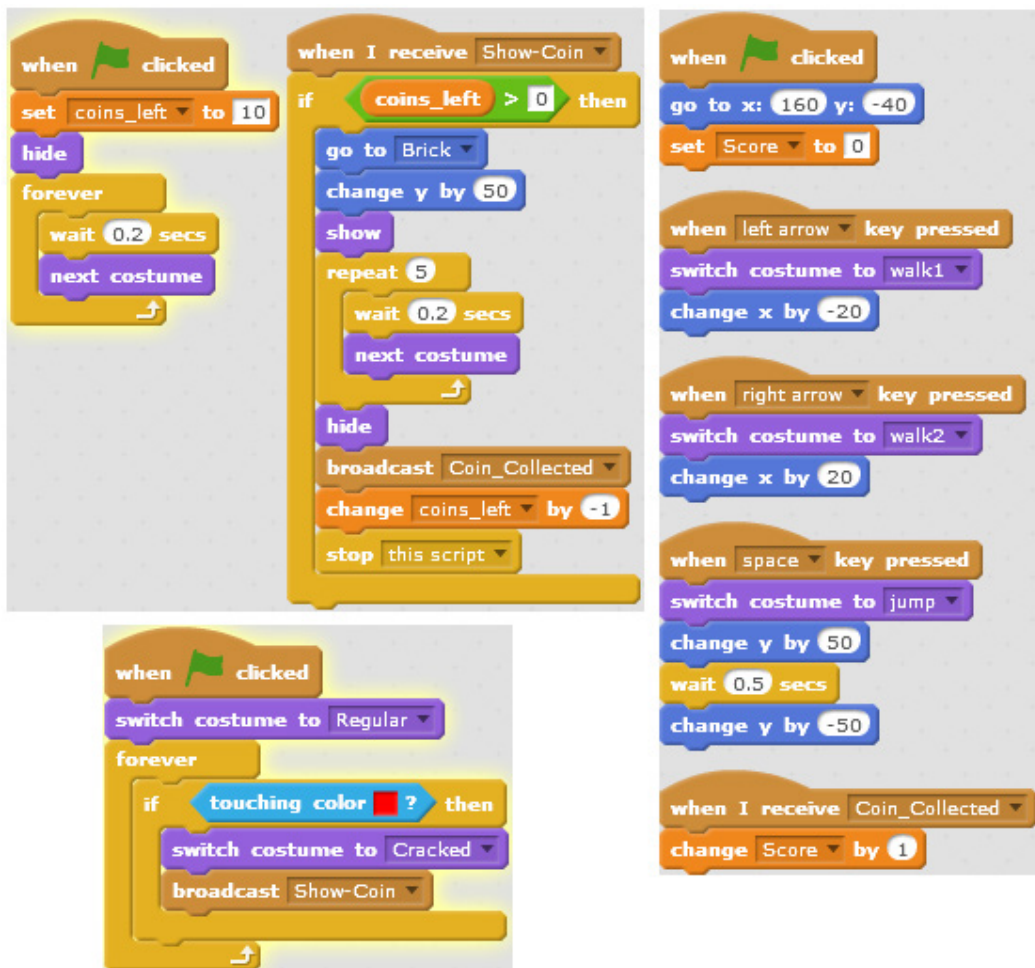 when clicked
set coins_left to 10
hide
forever
wait 0.2 secs
next costume
when I receive Show-Coin
if coins_left > 0 then
go to Brick
change y by 50
show
repeat 5
wait 0.2 secs
next costume
hide
broadcast Coin_Collected
change coins_left by -1
stop this script
when clicked
go to x: 160 y: -40
set Score to 0
when left arrow key pressed
switch costume to walk1
change x by -20
when right arrow key pressed
switch costume to walk2
change x by 20
when space key pressed
switch costume to jump
change y by 50
wait 0.5 secs
change y by -50
when I receive Coin_Collected
change Score by 1
when clicked
switch costume to Regular
forever
if touching color ? then
switch costume to Cracked
broadcast Show-Coin